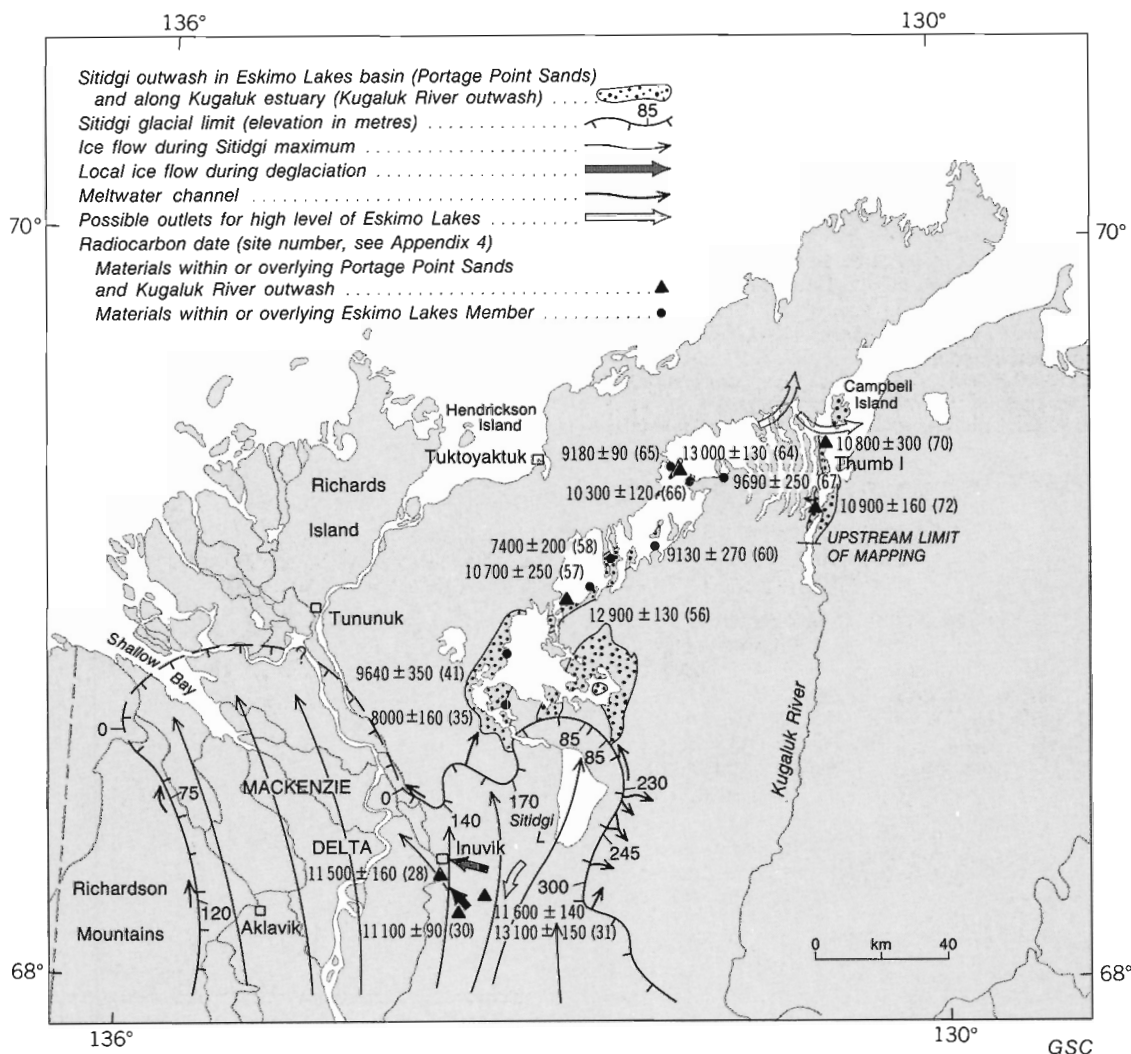 136°
130°
Sitidgi outwash in Eskimo Lakes basin (Portage Point Sands)
and along Kugaluk estuary (Kugaluk River outwash) . . . .
85
Sitidgi glacial limit (elevation in metres) . . . . . . . . . . . . . . . .
Ice flow during Sitidgi maximum . . . . . . . . . . . . . . . . . . . . . .
Local ice flow during deglaciation . . . . . . . . . . . . . . . . . . . . .
Meltwater channel . . . . . . . . . . . . . . . . . . . . . . . . . . . . . . . . .
Possible outlets for high level of Eskimo Lakes . . . . . . . . . .
Radiocarbon date (site number, see Appendix 4)
Materials within or overlying Portage Point Sands
and Kugaluk River outwash . . . . . . . . . . . . . . . . . . . . . . . . . . . . . . . .
Materials within or overlying Eskimo Lakes Member . . . . . . . . . . . .
70°
70°
Campbell
Island
Hendrickson
Island
Tuktoyaktuk
9180 ± 90 (65)
13 000 ± 130 (64)
10 800 ± 300 (70)
Thumb I
Richards
Island
10 300 ± 120 (66)
9690 ± 250 (67)
10 900 ± 160 (72)
7400 ± 200 (58)
9130 ± 270 (60)
UPSTREAM LIMIT
OF MAPPING
10 700 ± 250 (57)
12 900 ± 130 (56)
Tununuk
Shallow
Bay
?
9640 ± 350 (41)
8000 ± 160 (35)
Kugaluk River
0
85
85
75
MACKENZIE
0
170
230
140
Sitidgi
L
DELTA
Inuvik
245
11 500 ± 160 (28)
Richardson
Mountains
120
Aklavik
300
11 600 ± 140
11 100 ± 90 (30)
13 100 ± 150 (31)
0
km
40
68°
68°
136°
130°
GSC